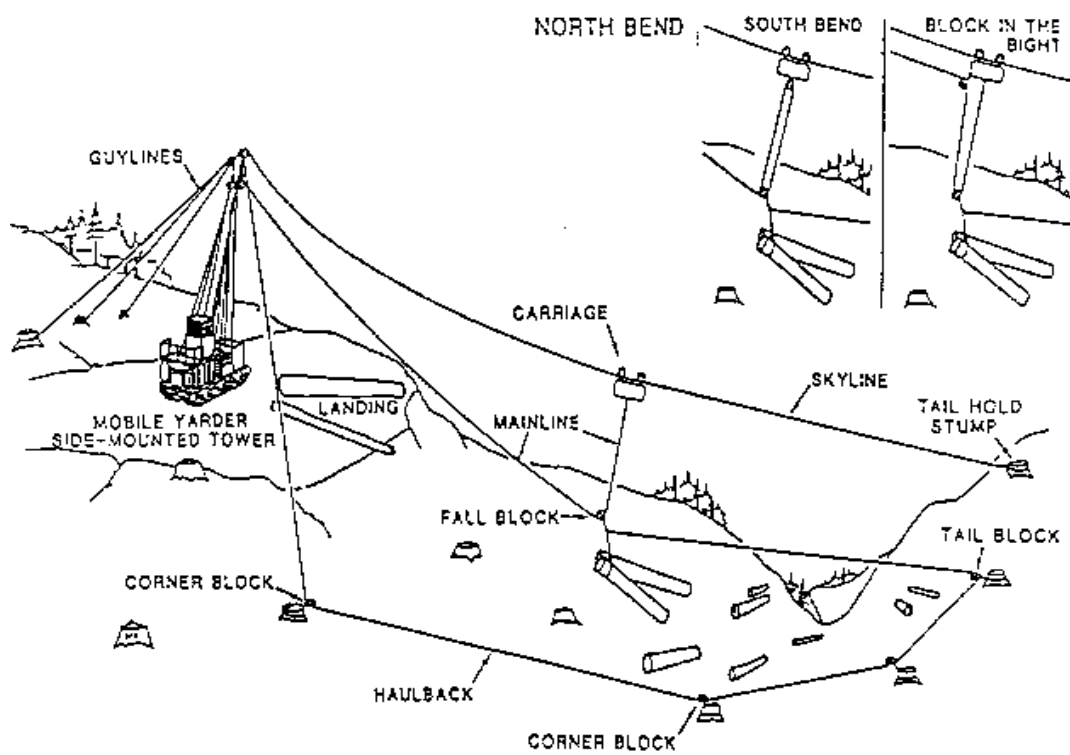 NORTH BEND
SOUTH BEND
BLOCK IN THE
BIGHT
GUYLINES
CARRIAGE
SKYLINE
LANDING
MAINLINE
TAIL HOLD
STUMP
MOBILE YARDER
SIDE-MOUNTED TOWER
FALL BLOCK
TAIL BLOCK
CORNER BLOCK
HAULBACK
CORNER BLOCK